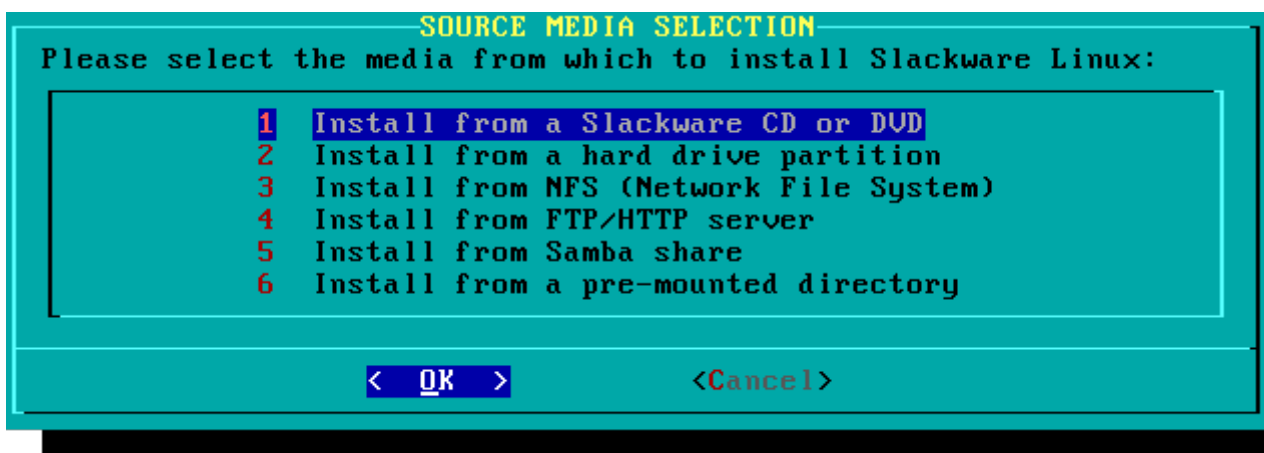 SOURCE MEDIA SELECTION
Please select the media from which to install Slackware Linux:
1 Install from a Slackware CD or DVD
2 Install from a hard drive partition
3 Install from NFS (Network File System)
4 Install from FTP/HTTP server
5 Install from Samba share
6 Install from a pre-mounted directory
< OK > <Cancel>